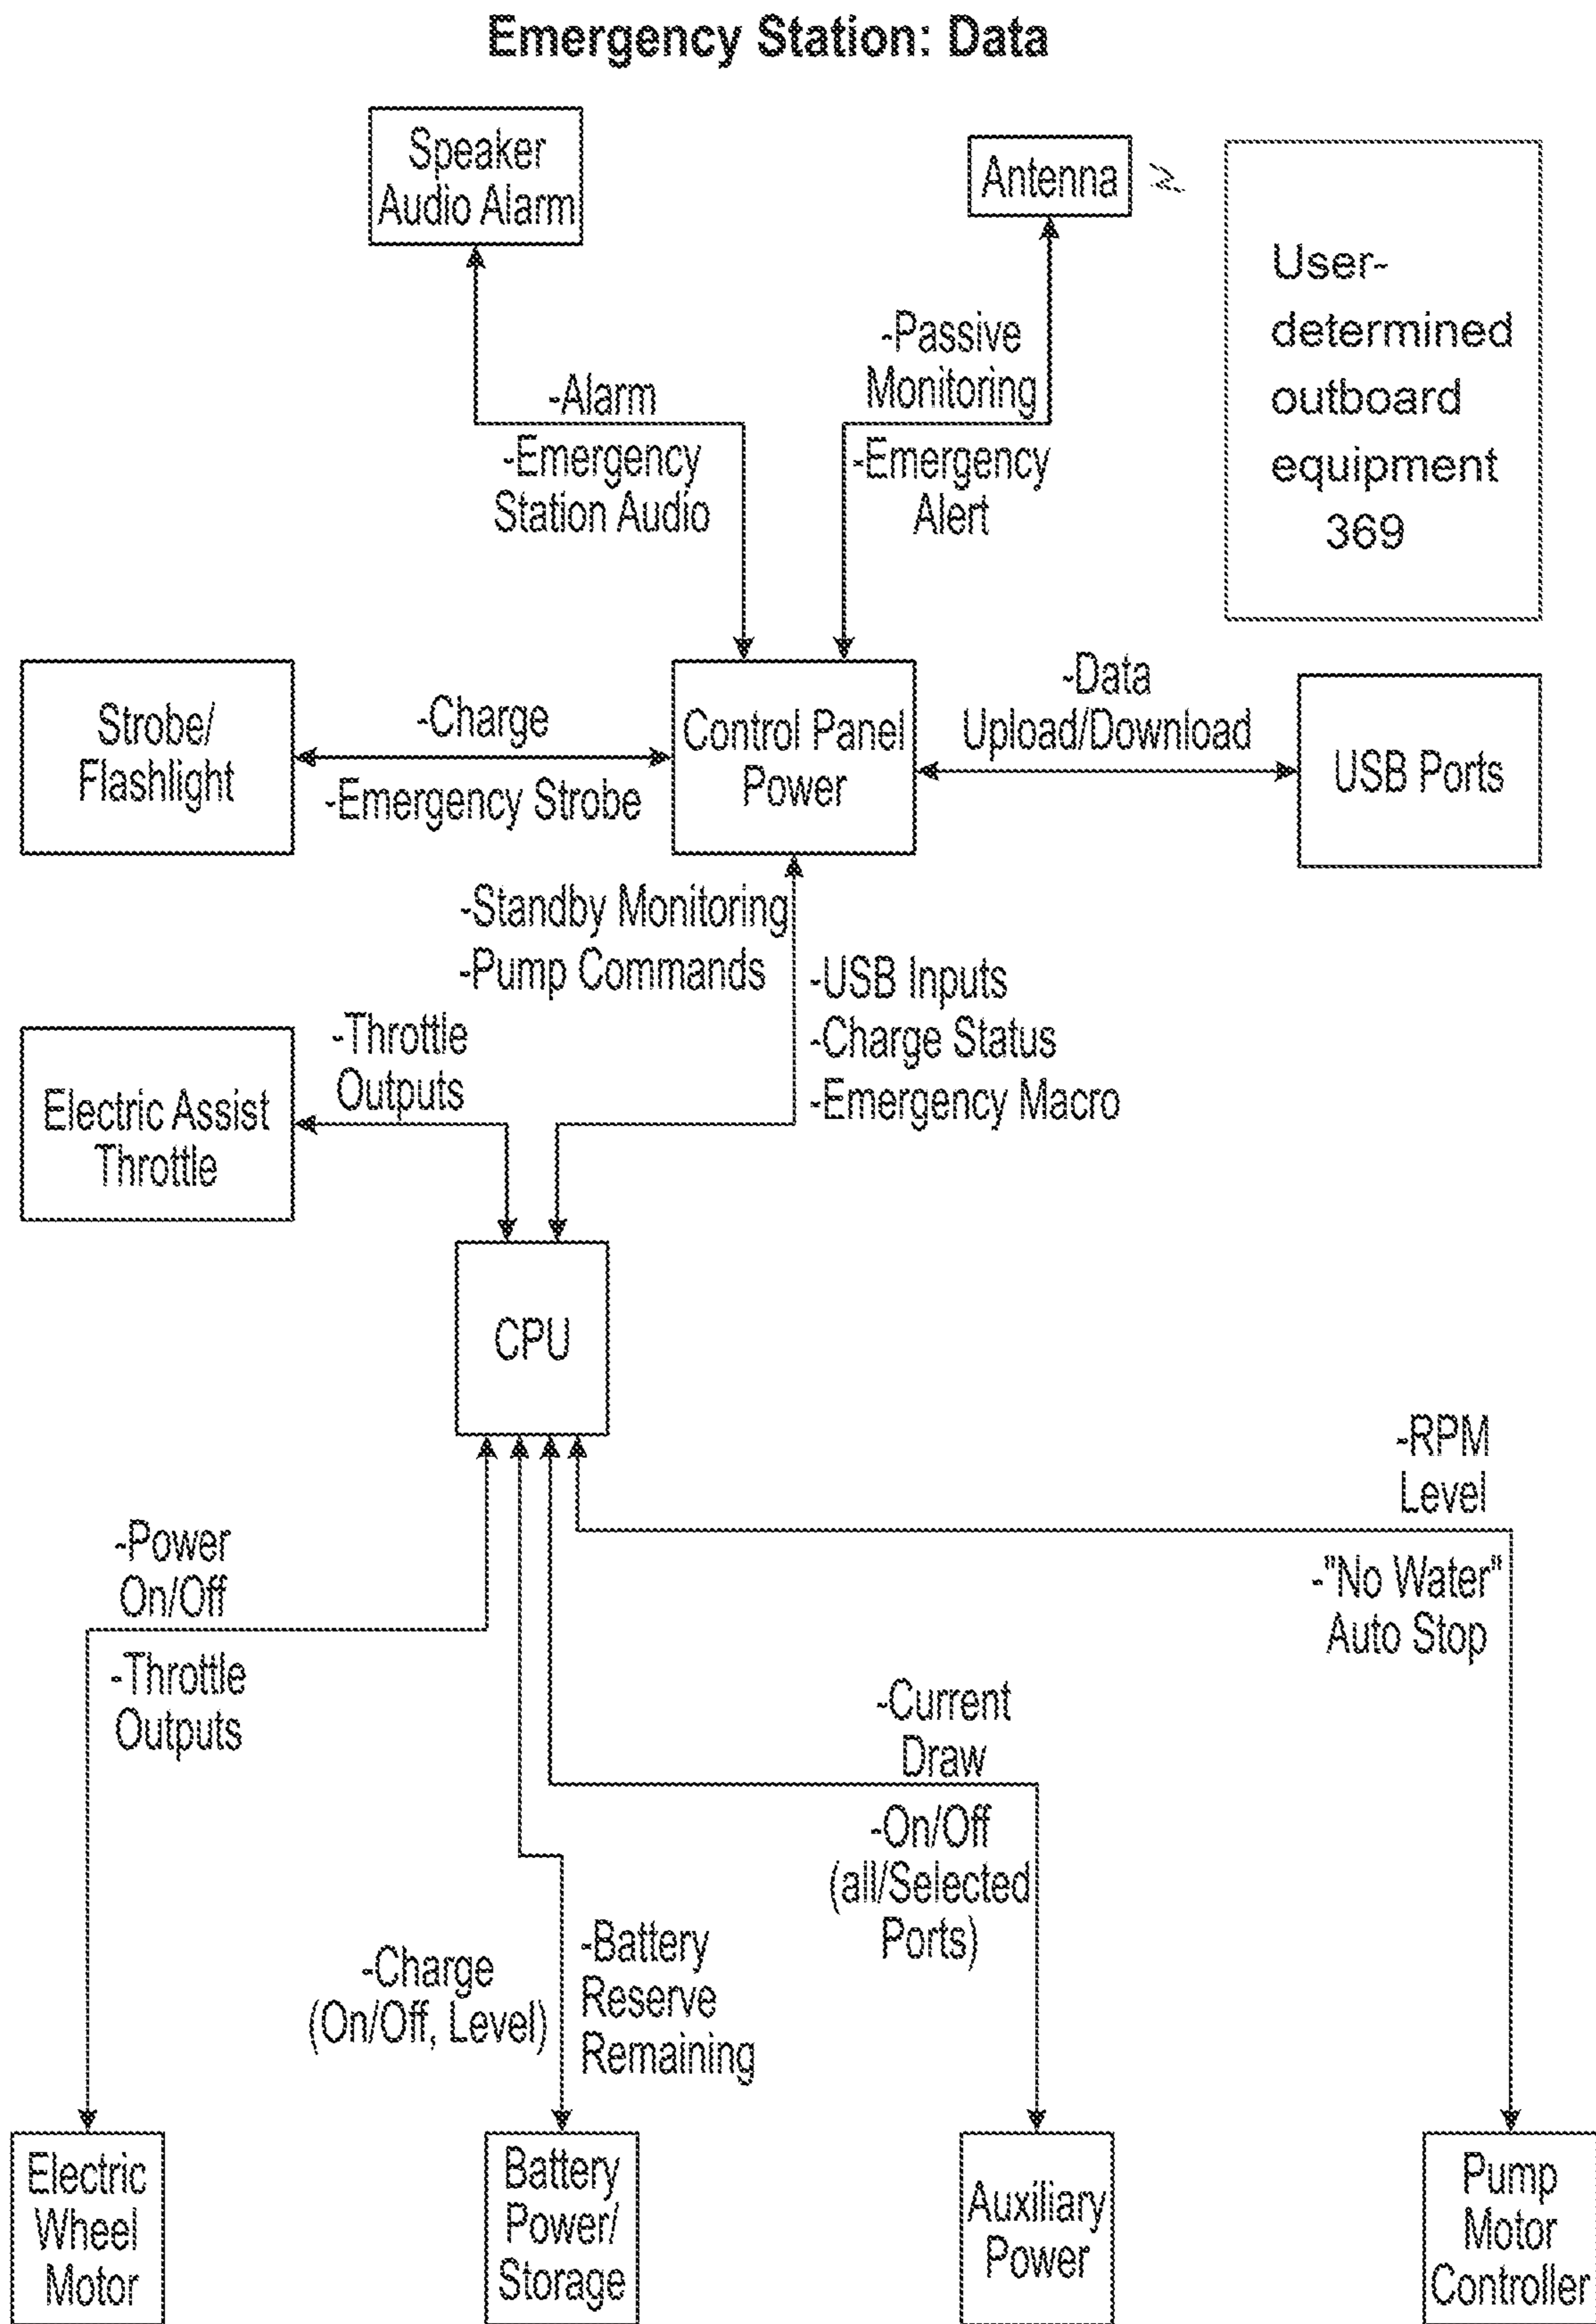 Emergency Station: Data
Speaker
Audio Alarm
Antenna
User-
determined
outboard
equipment
369
-Passive
Monitoring
-Emergency
Alert
-Alarm
-Emergency
Station Audio
Strobe/
Flashlight
-Charge
-Emergency Strobe
Control Panel
Power
-Data
Upload/Download
USB Ports
-Standby Monitoring
-Pump Commands
-USB Inputs
-Charge Status
-Emergency Macro
-Throttle
Outputs
Electric Assist
Throttle
CPU
-RPM
Level
-"No Water"
Auto Stop
-Power
On/Off
-Throttle
Outputs
-Current
Draw
-On/Off
(all/Selected
Ports)
-Charge
(On/Off, Level)
-Battery
Reserve
Remaining
Electric
Wheel
Motor
Battery
Power/
Storage
Auxiliary
Power
Pump
Motor
Controller